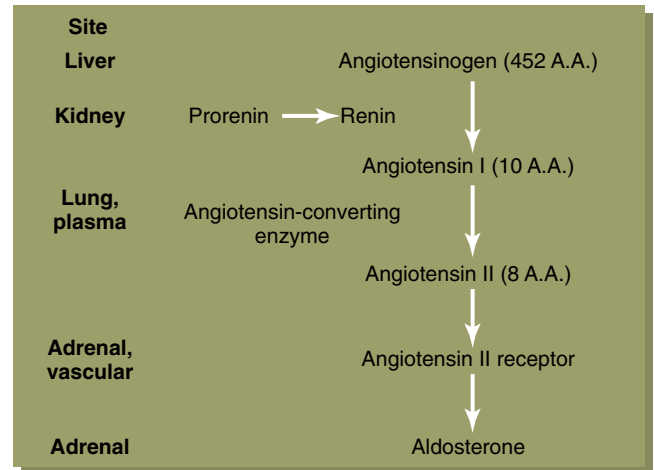 Site
Liver Angiotensinogen (452 A.A.)
Kidney Prorenin Renin
Angiotensin I (10 A.A.)
Lung,
plasma
Angiotensin-converting
enzyme
Angiotensin II (8 A.A.)
Adrenal,
vascular
Angiotensin II receptor
Adrenal Aldosterone